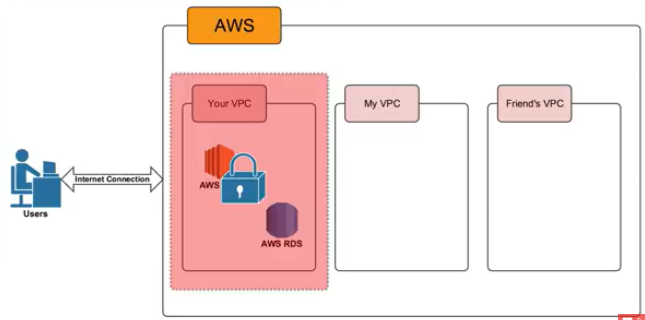 AWS
Your VPC
My VPC
Friend's VPC
Internet Connection
AWS
Users
AWS RDS